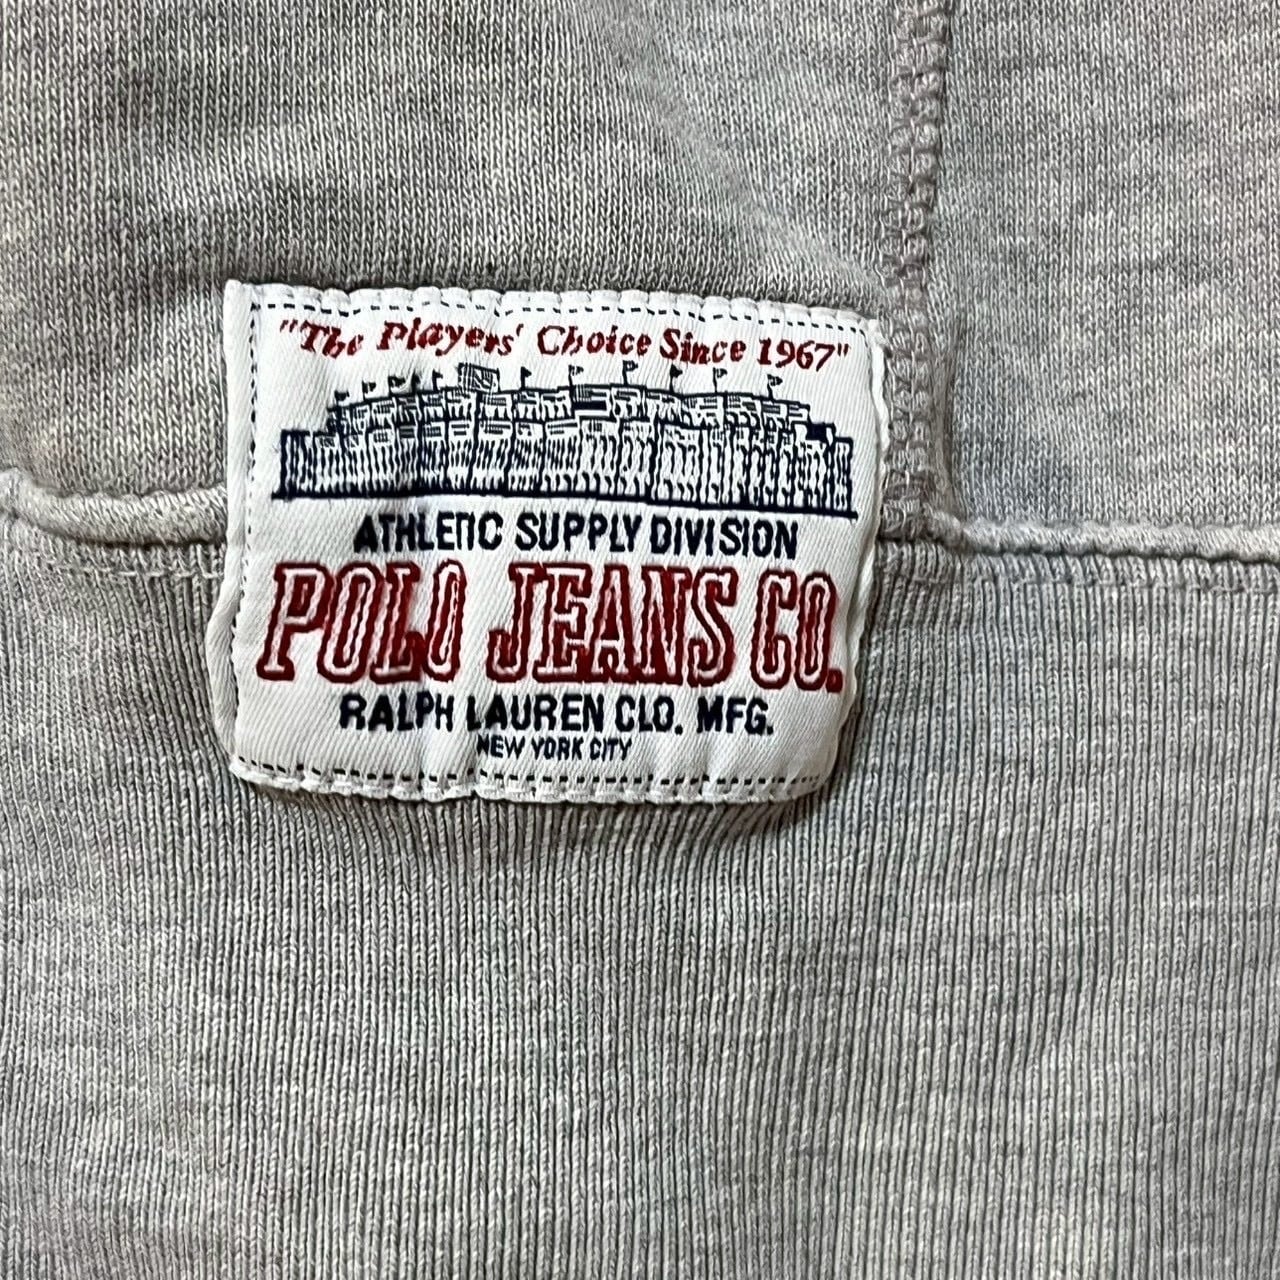 "The Players' Choice Since 1967"
ATHLETIC SUPPLY DIVISION
POLO JEANS CO.
RALPH LAUREN CLO. MFG.
NEW YORK CITY